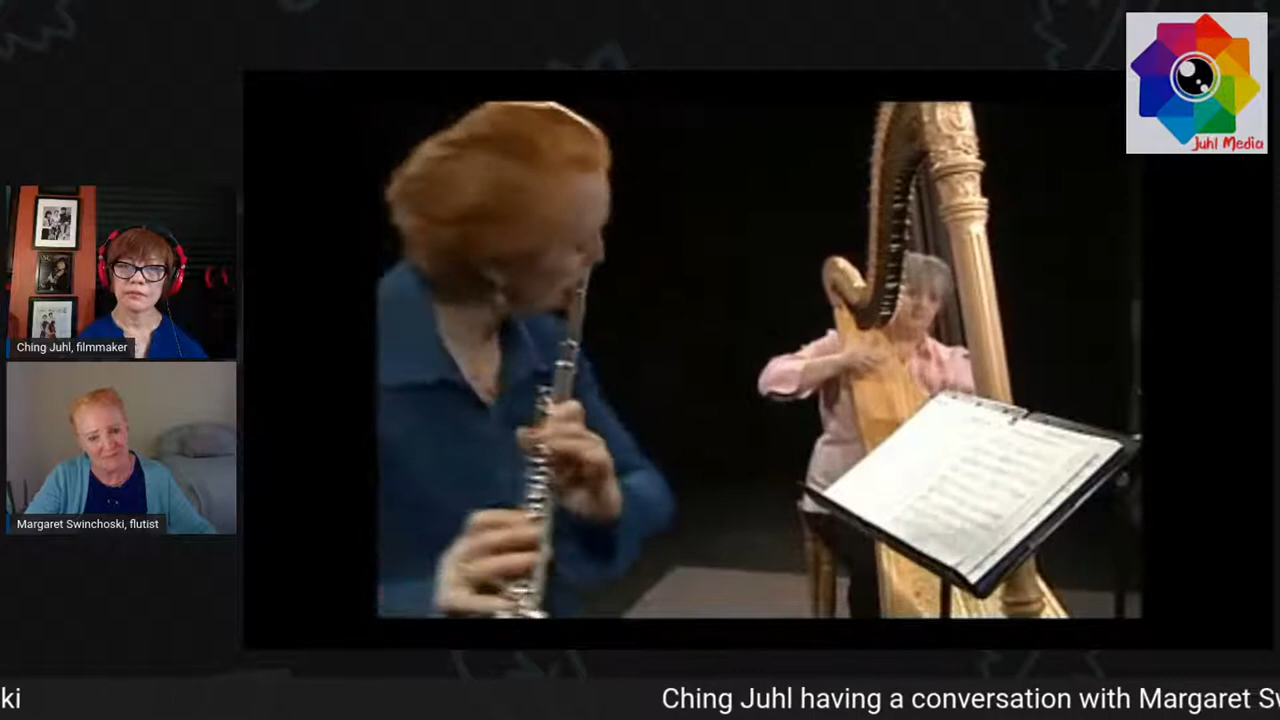 Juhl Media
Ching Juhl, filmmaker
Margaret Swinchoski, flutist
ki
Ching Juhl having a conversation with Margaret Sw